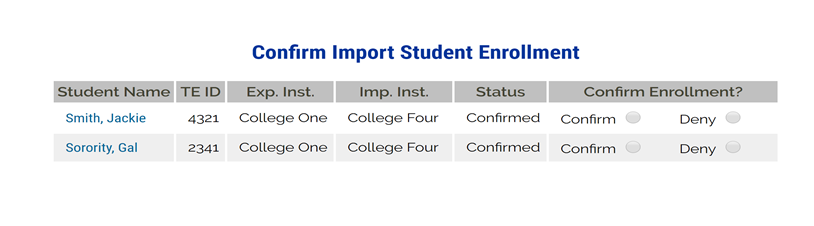 Confirm Import Student Enrollment
Student Name TE ID Exp. Inst. Imp. Inst. Status Confirm Enrollment?
Smith, Jackie 4321 College One College Four Confirmed Confirm Deny
Sorority, Gal 2341 College One College Four Confirmed Confirm Deny